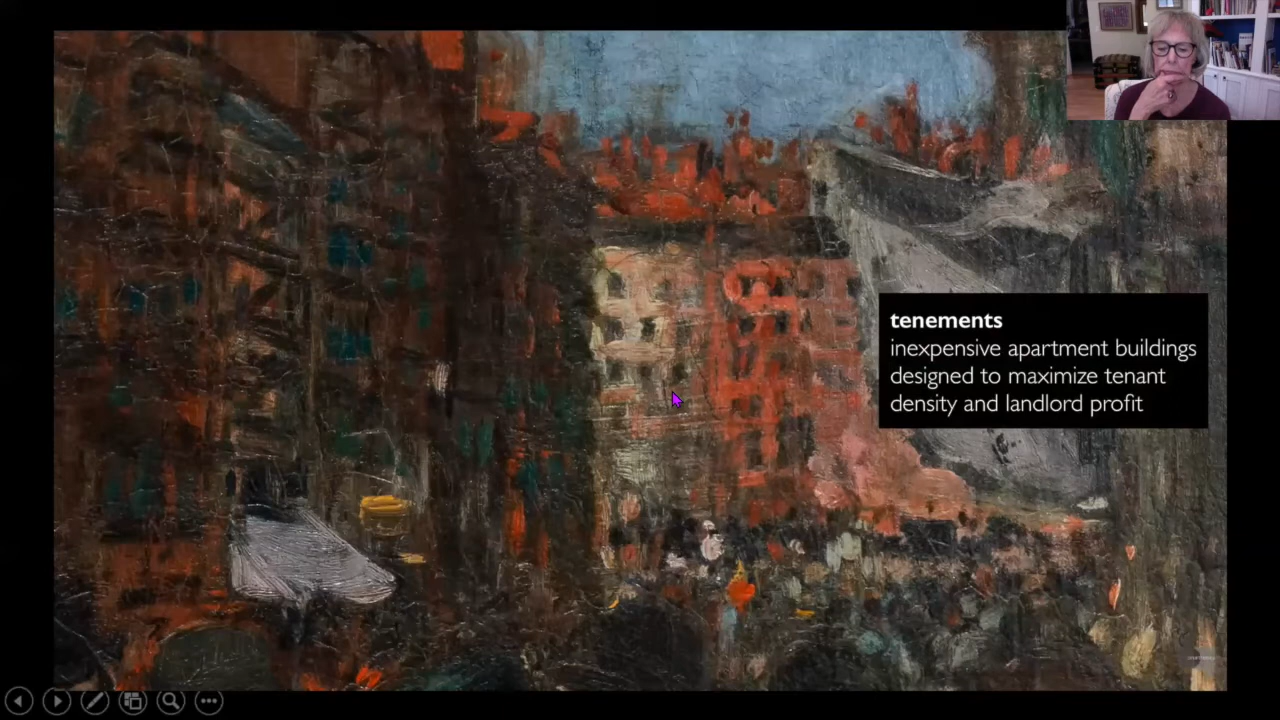 tenements
inexpensive apartment buildings
designed to maximize tenant
density and landlord profit